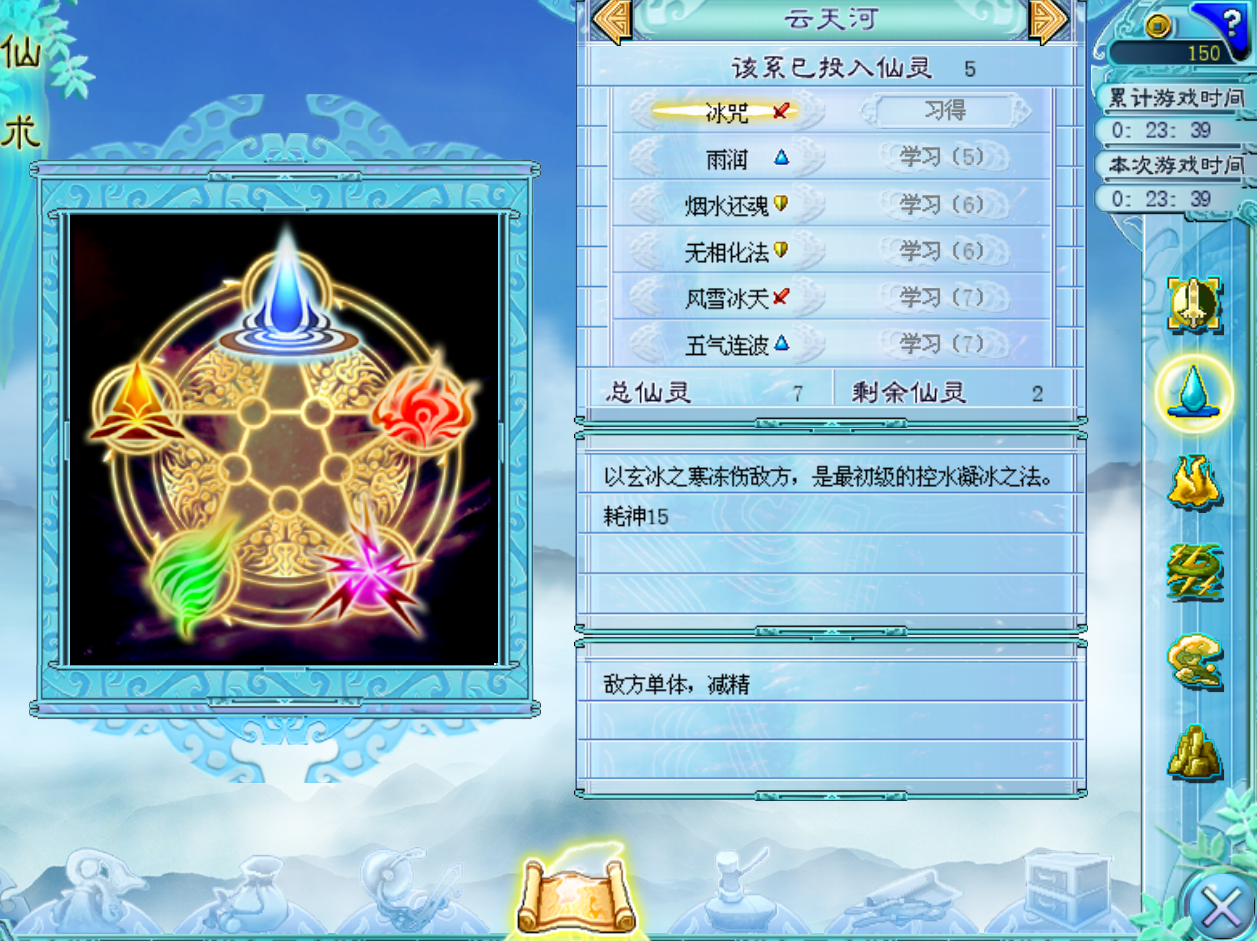 仙
术
云天河
该系已投入仙灵 5
冰咒 习得
雨润 学习（5）
烟水还魂 学习（6）
无相化法 学习（6）
风雪冰天 学习（7）
五气连波 学习（7）
总仙灵 7 剩余仙灵 2
以玄冰之寒冻伤敌方，是最初级的控水凝冰之法。
耗神15
敌方单体，减精
?
150
累计游戏时间
0: 23: 39
本次游戏时间
0: 23: 39